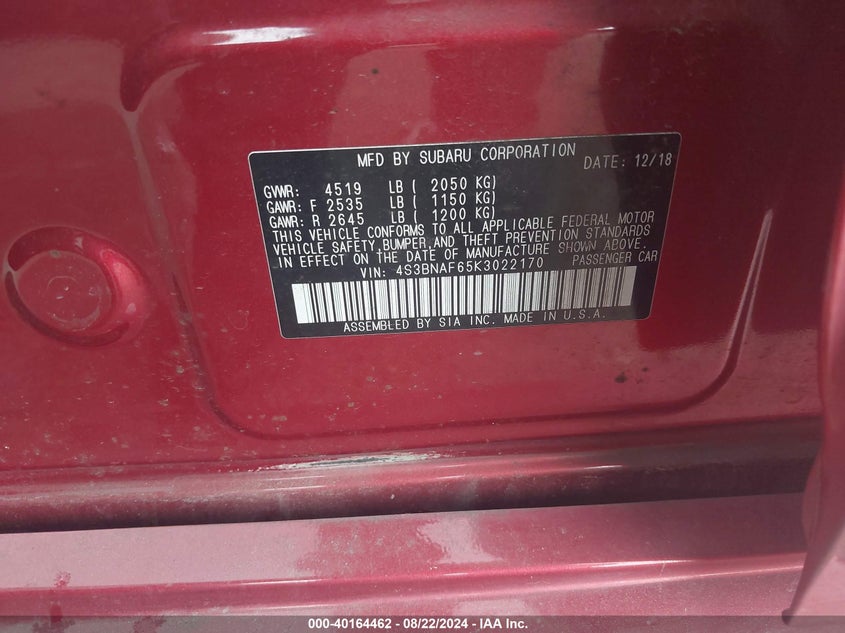 MFD BY SUBARU CORPORATION DATE: 12/18
GVWR: 4519 LB ( 2050 KG)
GAWR: F 2535 LB ( 1150 KG)
GAWR: R 2645 LB ( 1200 KG)
THIS VEHICLE CONFORMS TO ALL APPLICABLE FEDERAL MOTOR
VEHICLE SAFETY,BUMPER,AND THEFT PREVENTION STANDARDS
IN EFFECT ON THE DATE OF MANUFACTURE SHOWN ABOVE.
VIN: 4S3BNAF65K3022170 PASSENGER CAR
ASSEMBLED BY SIA INC. MADE IN U.S.A.
000-40164462 - 08/22/2024 - IAA Inc.